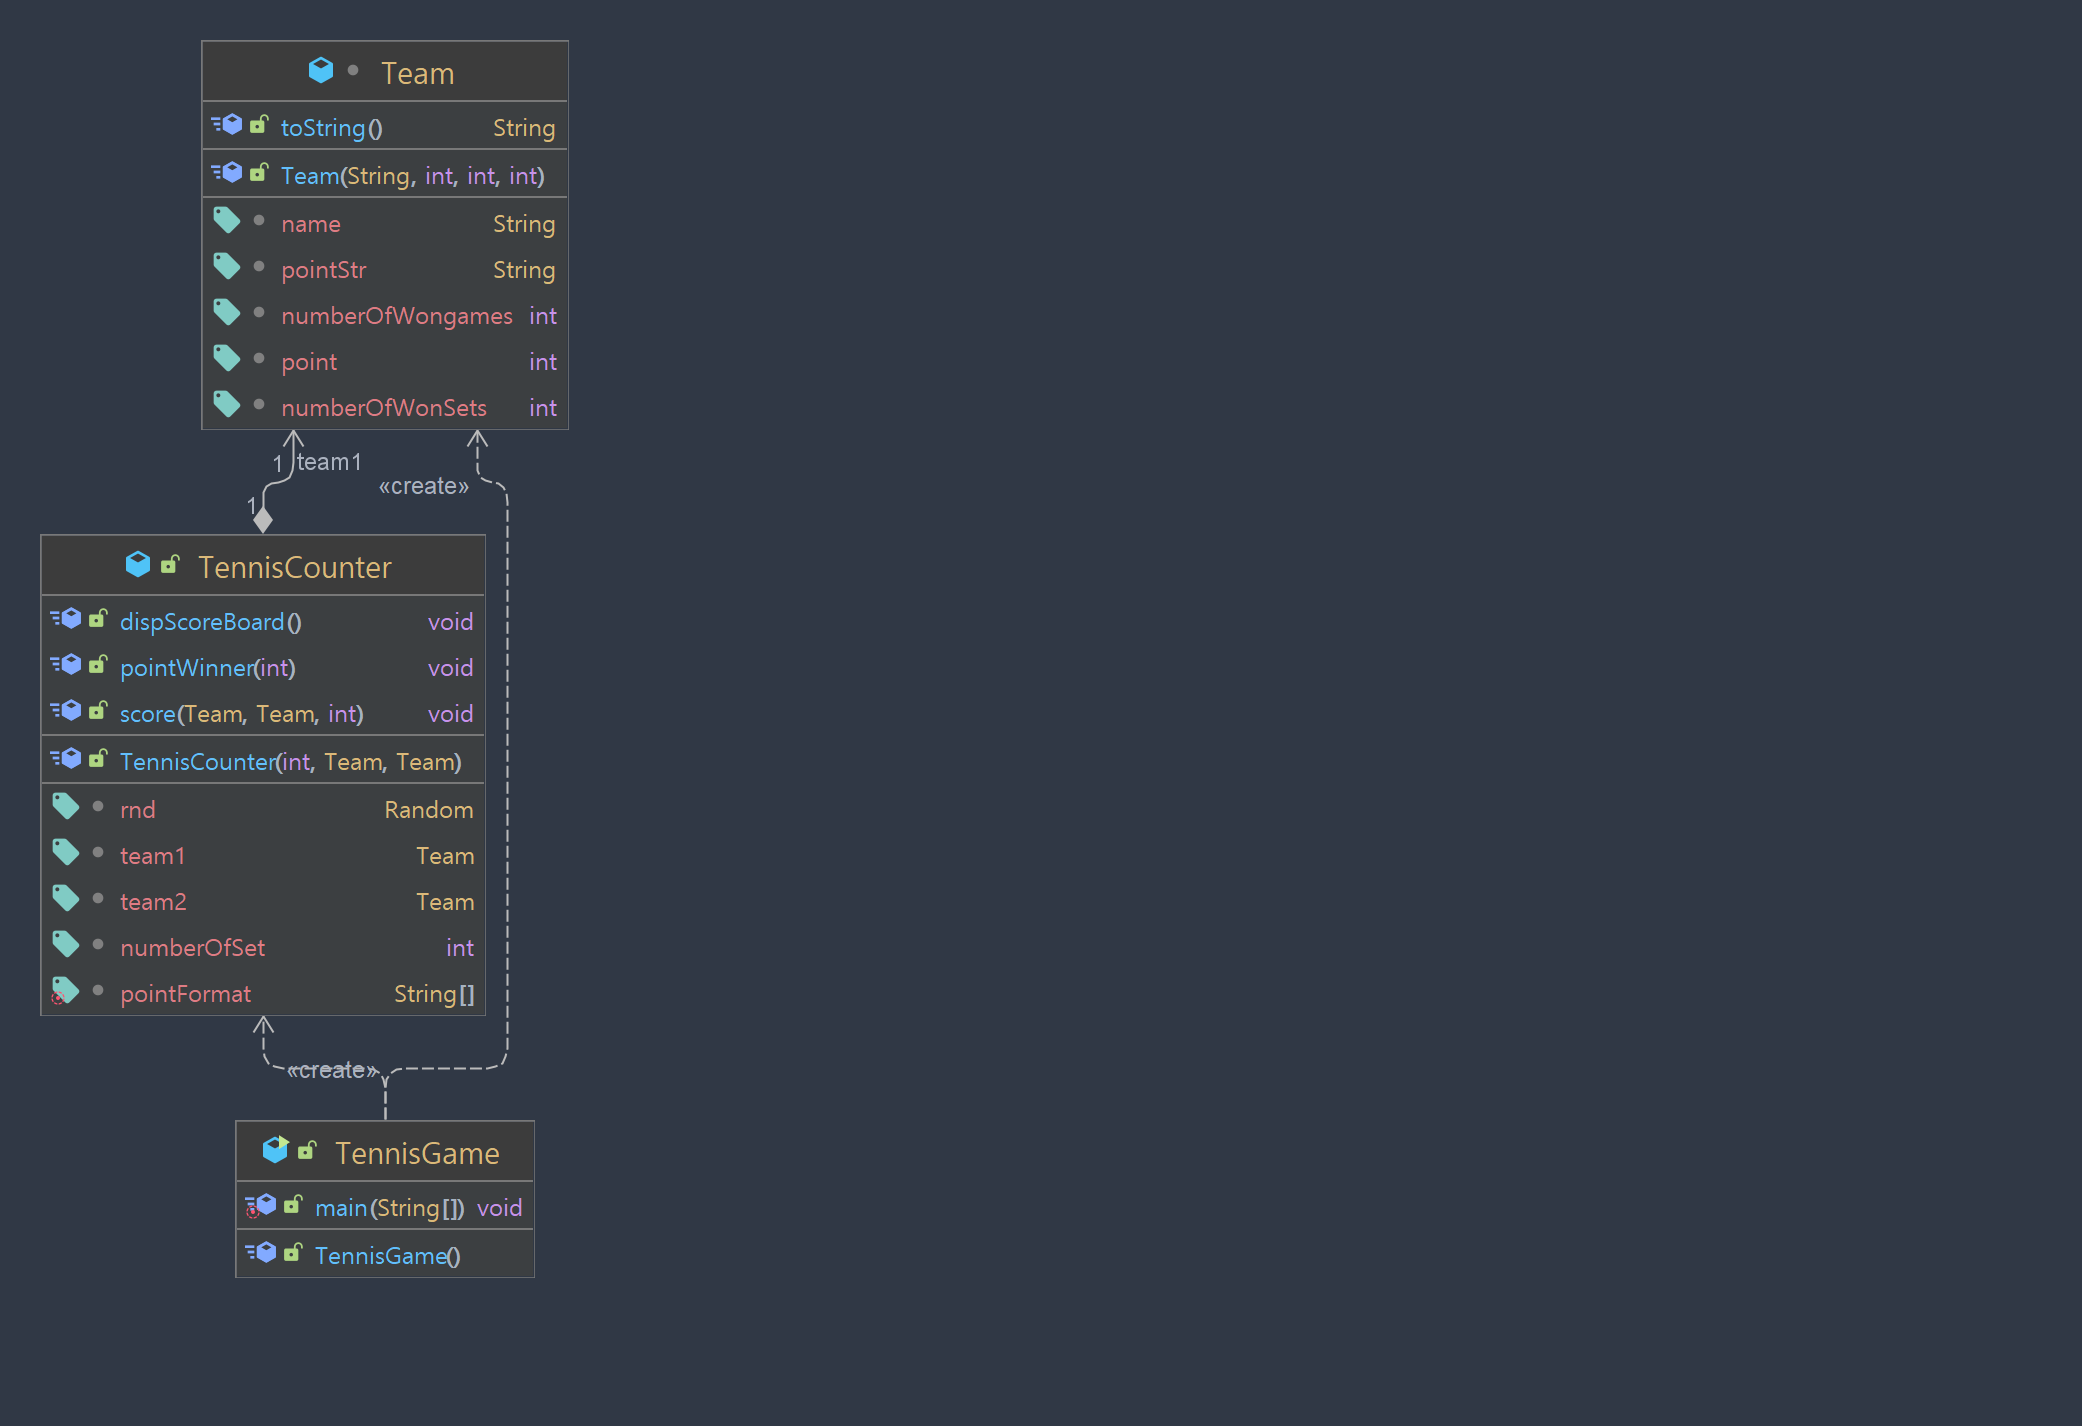 Team
toString() String
Team(String, int, int, int)
name String
pointStr String
numberOfWongames int
point int
numberOfWonSets int
1 team1
«create»
1
TennisCounter
dispScoreBoard() void
pointWinner(int) void
score(Team, Team, int) void
TennisCounter(int, Team, Team)
rnd Random
team1 Team
team2 Team
numberOfSet int
pointFormat String[]
«create»
TennisGame
main(String[]) void
TennisGame()